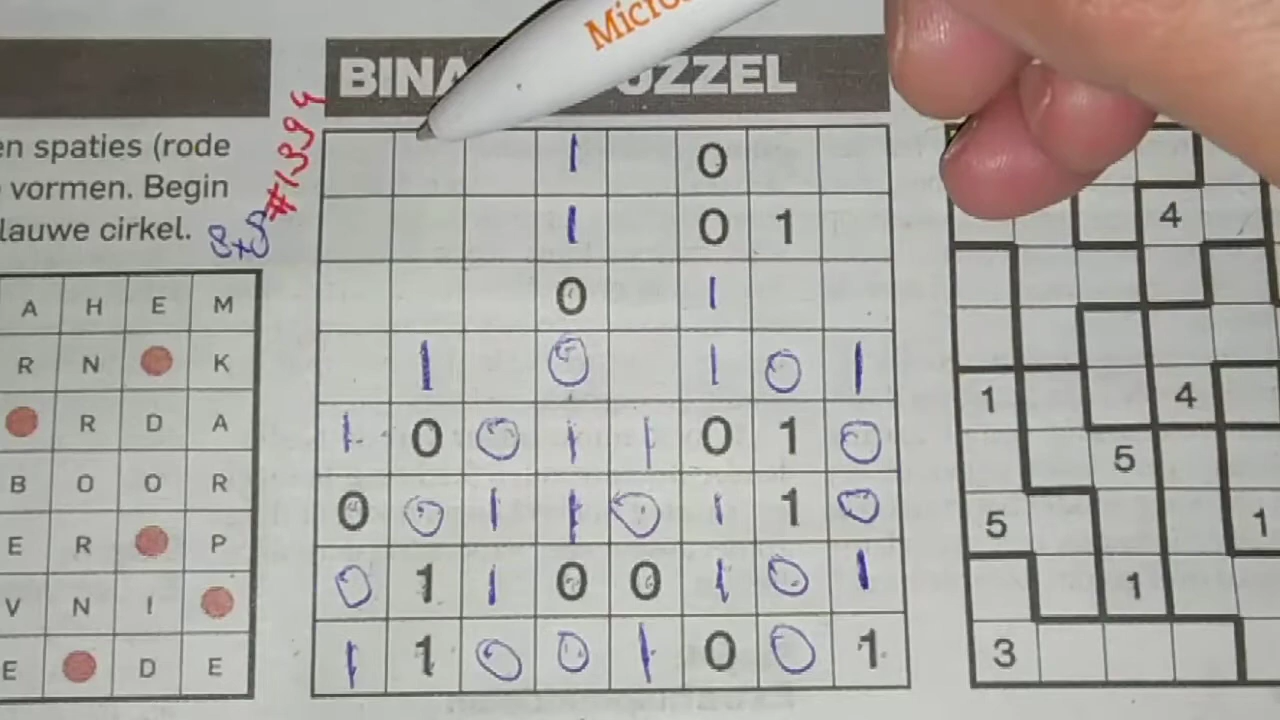 Micros
BINA UZZEL
en spaties (rode
vormen. Begin
lauwe cirkel.
8x8 #1399
A H E M
R N K
R D A
B O O R
E R P
V N I
E D E
1 0
1 0 1
0 1
1 0 1 0 1
1 0 0 1 1 0 1 0
0 0 1 1 0 1 1 0
0 1 1 0 0 1 0 1
1 1 0 0 1 0 0 1
4
1 4
5
5 1
1
3